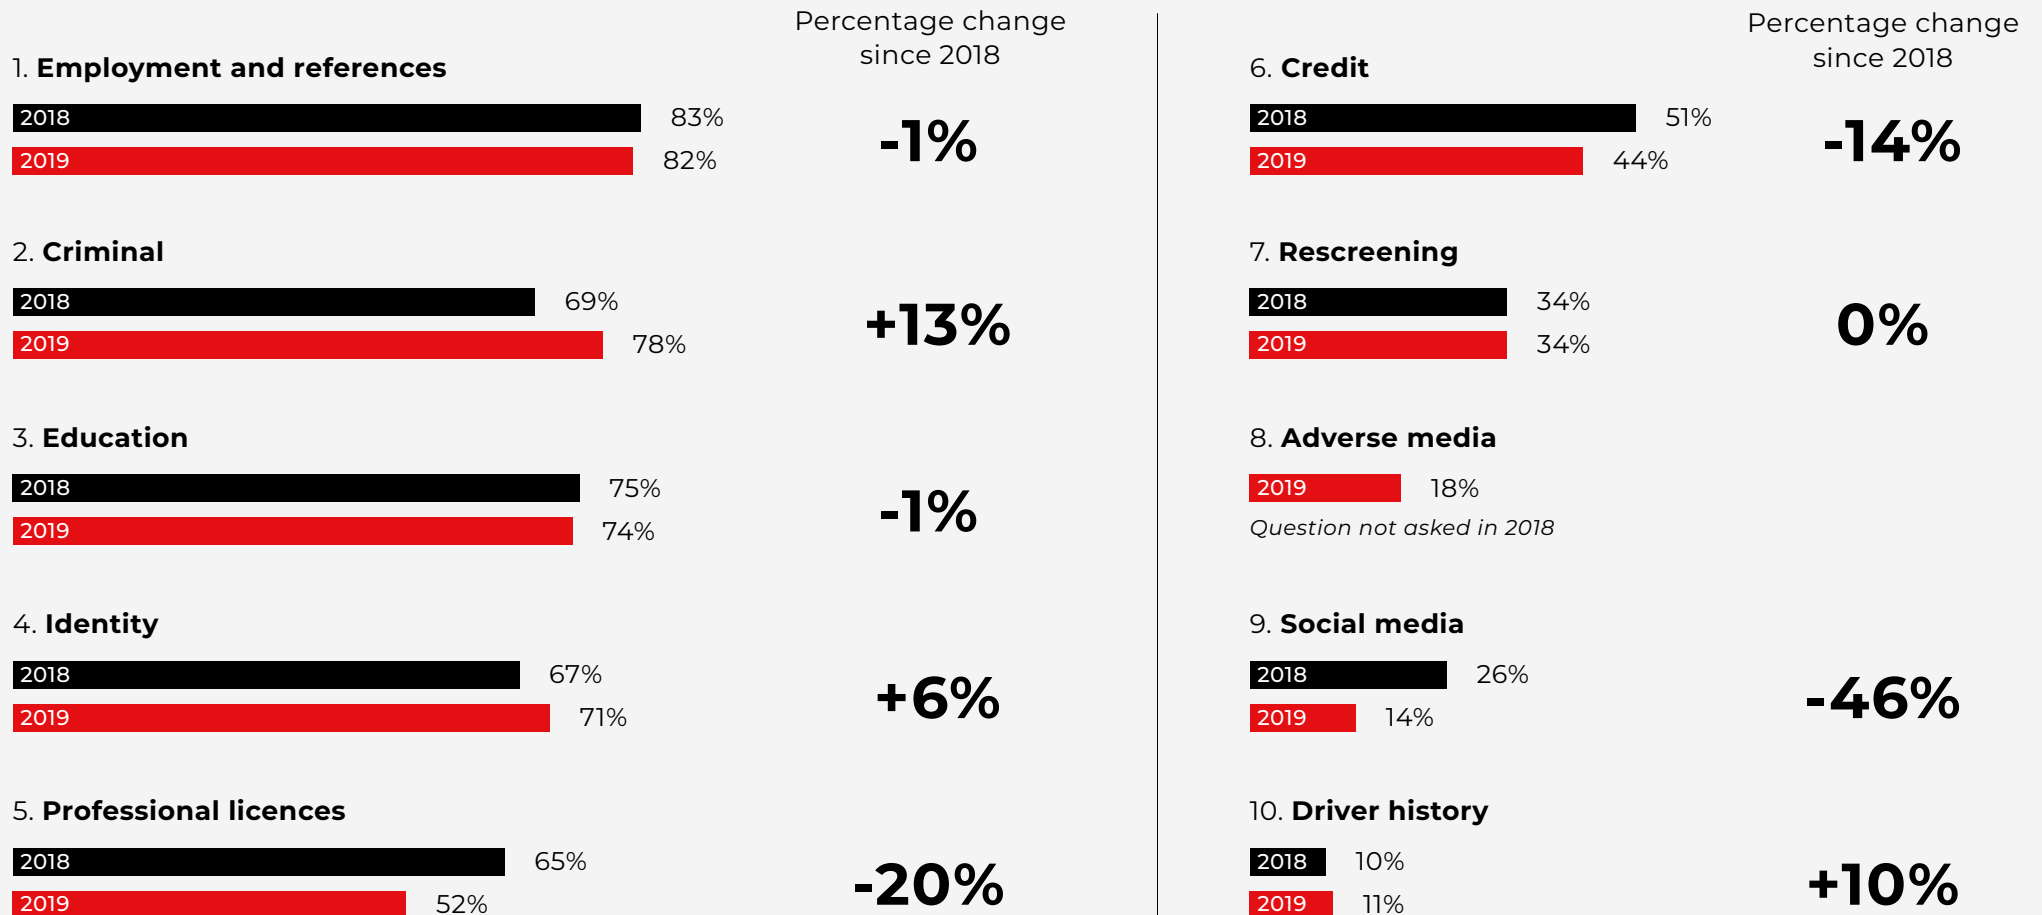 Percentage change
since 2018
1. Employment and references
2018 83%
2019 82%
-1%
2. Criminal
2018 69%
2019 78%
+13%
3. Education
2018 75%
2019 74%
-1%
4. Identity
2018 67%
2019 71%
+6%
5. Professional licences
2018 65%
2019 52%
-20%
Percentage change
since 2018
6. Credit
2018 51%
2019 44%
-14%
7. Rescreening
2018 34%
2019 34%
0%
8. Adverse media
2019 18%
Question not asked in 2018
9. Social media
2018 26%
2019 14%
-46%
10. Driver history
2018 10%
2019 11%
+10%